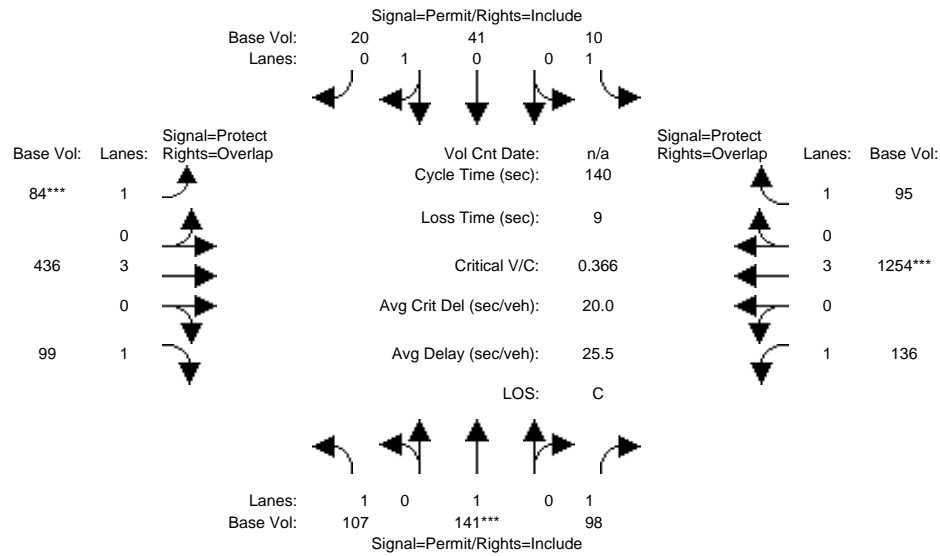 Signal=Permit/Rights=Include
Base Vol: 20 41 10
Lanes: 0 1 0 0 1
Signal=Protect
Base Vol: Lanes: Rights=Overlap
Vol Cnt Date: n/a
Signal=Protect
Rights=Overlap Lanes: Base Vol:
Cycle Time (sec): 140
84*** 1
1 95
Loss Time (sec): 9
0
0
436 3
Critical V/C: 0.366
3 1254***
0
Avg Crit Del (sec/veh): 20.0
0
99 1
Avg Delay (sec/veh): 25.5
1 136
LOS: C
Lanes: 1 0 1 0 1
Base Vol: 107 141*** 98
Signal=Permit/Rights=Include